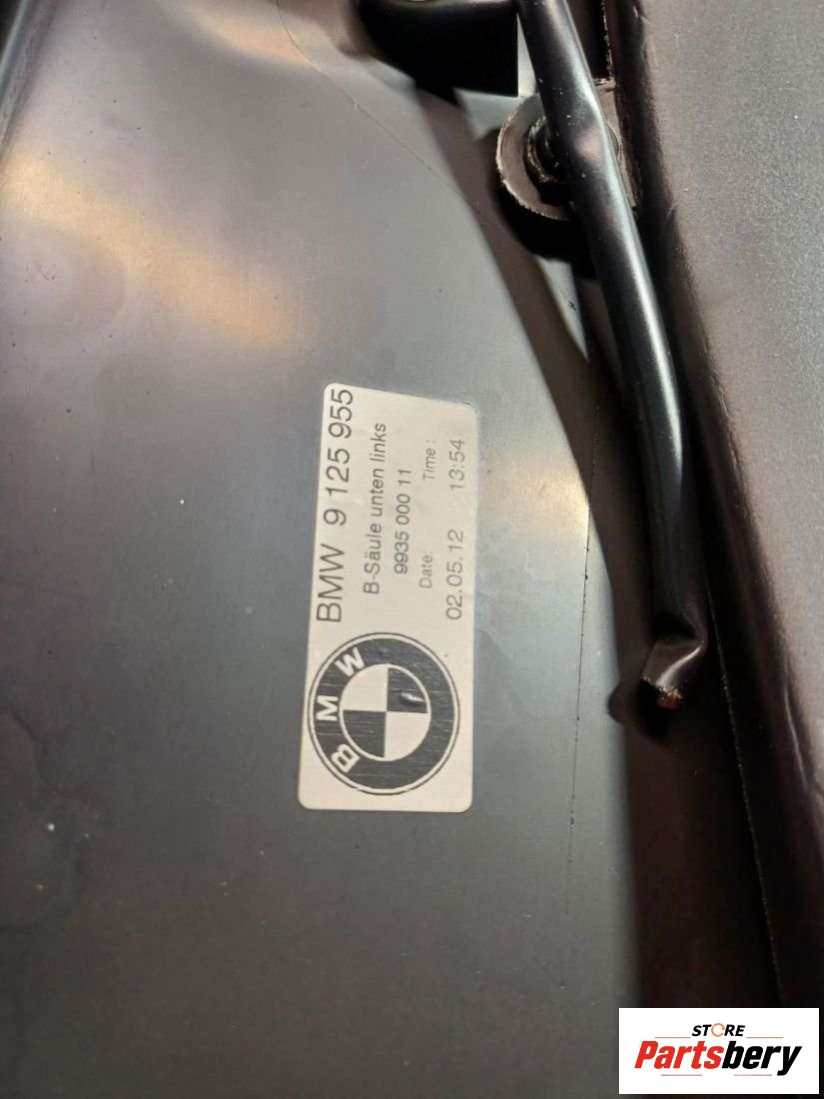 BMW 9 125 955
B-Säule unten links
9935 000 11
Date: Time:
02.05.12 13:54
BMW
STORE
Partsbery